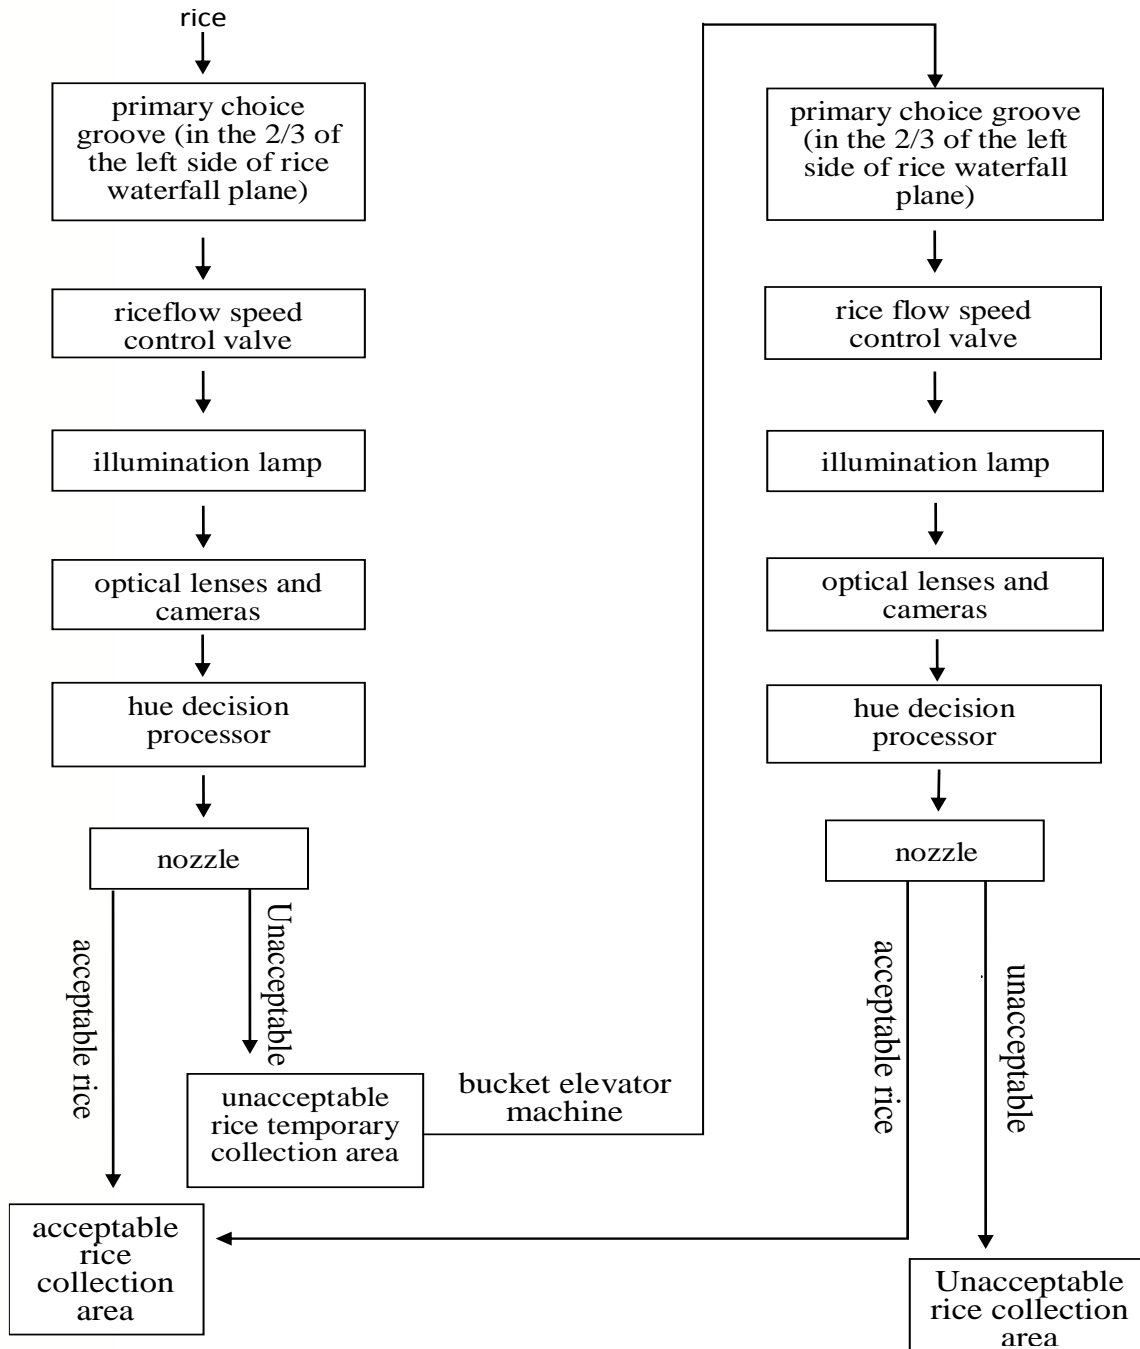 rice
primary choice
groove (in the 2/3 of
the left side of rice
waterfall plane)
riceflow speed
control valve
illumination lamp
optical lenses and
cameras
hue decision
processor
nozzle
acceptable rice
Unacceptable
unacceptable
rice temporary
collection area
acceptable
rice
collection
area
bucket elevator
machine
primary choice groove
(in the 2/3 of the left
side of rice waterfall
plane)
rice flow speed
control valve
illumination lamp
optical lenses and
cameras
hue decision
processor
nozzle
acceptable rice
unacceptable
Unacceptable
rice collection
area